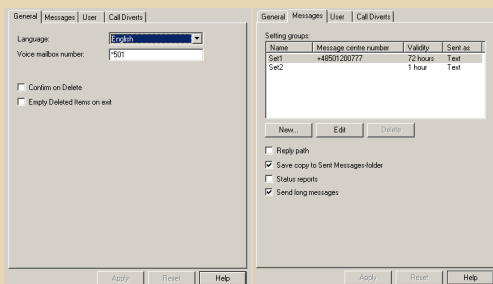 General Messages User Call Diverts
Language: English
Voice mailbox number: *501
Confirm on Delete
Empty Deleted Items on exit
Apply Reset Help
General Messages User Call Diverts
Setting groups:
Name Message centre number Validity Sent as
Set1 +48501200777 72 hours Text
Set2 1 hour Text
New... Edit Delete
Reply path
Save copy to Sent Messages-folder
Status reports
Send long messages
Apply Reset Help